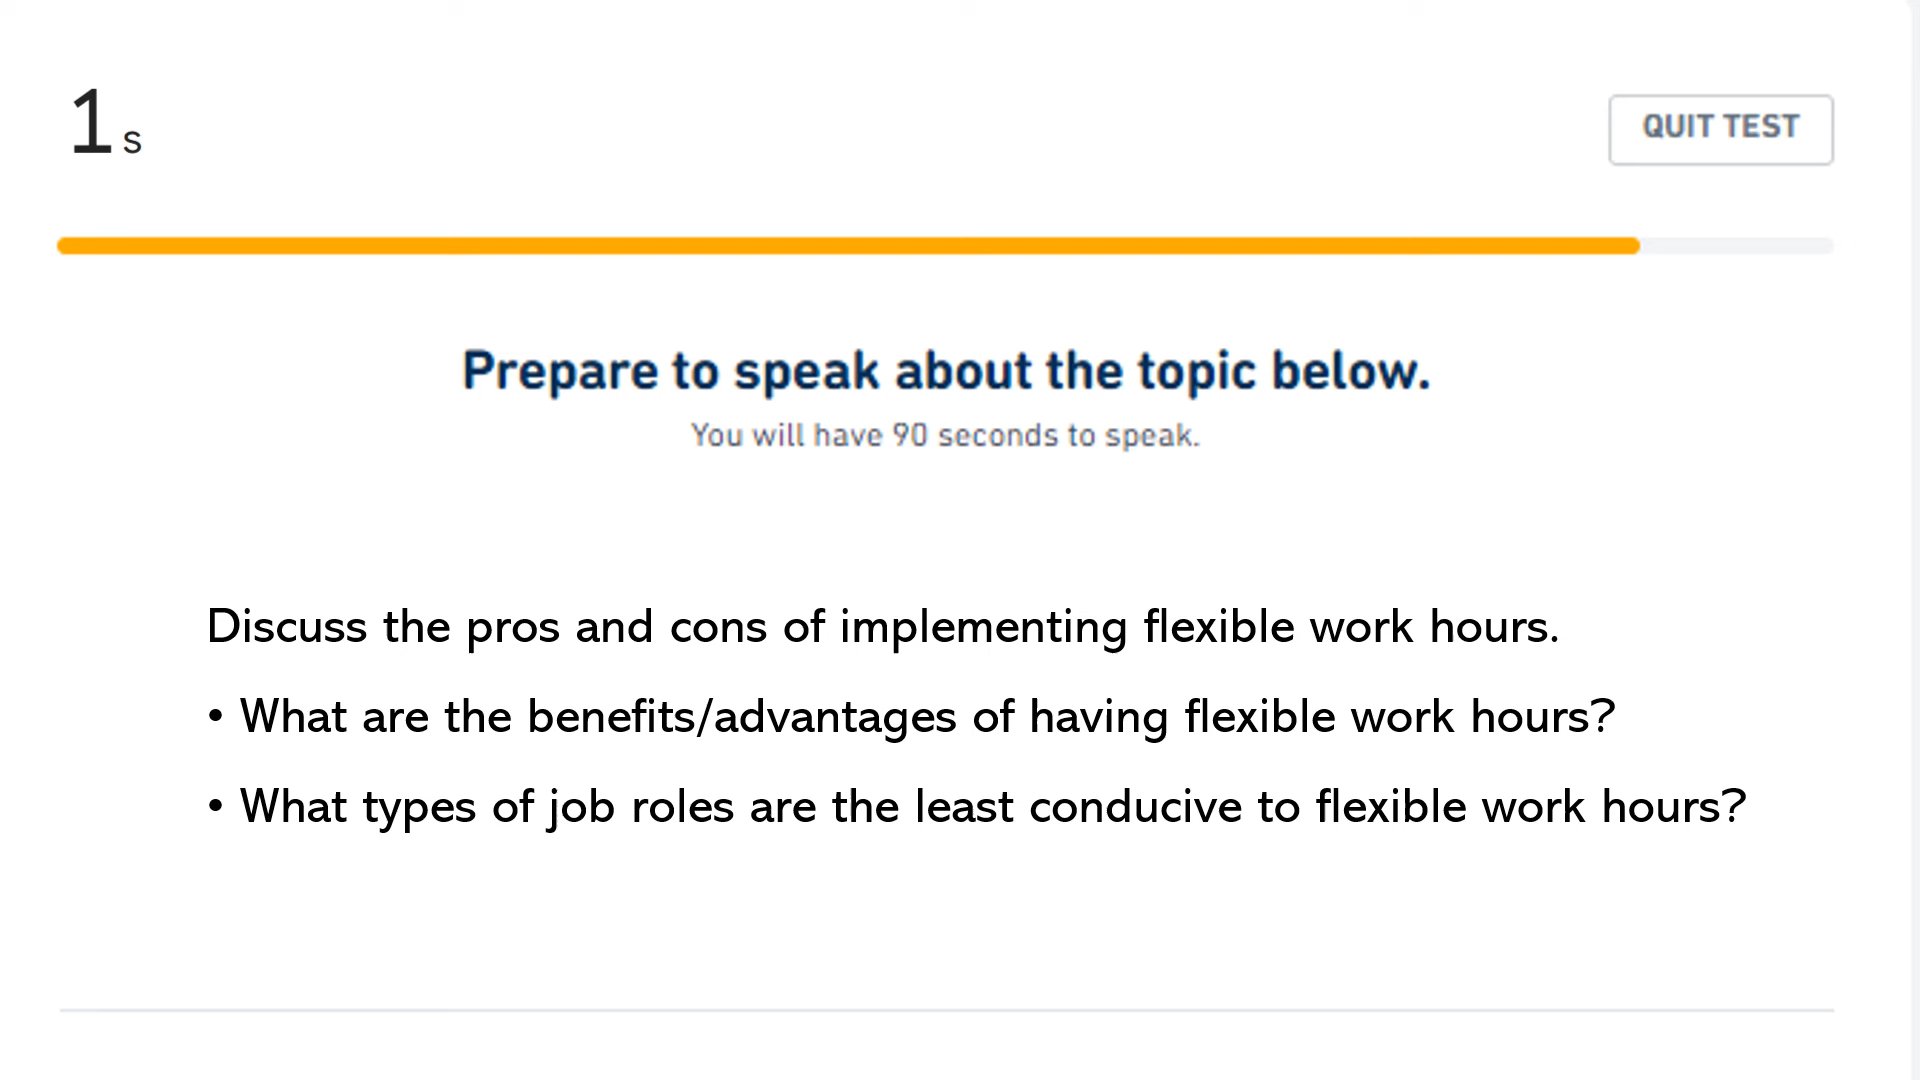 1 s
QUIT TEST
Prepare to speak about the topic below.
You will have 90 seconds to speak.
Discuss the pros and cons of implementing flexible work hours.
• What are the benefits/advantages of having flexible work hours?
• What types of job roles are the least conducive to flexible work hours?